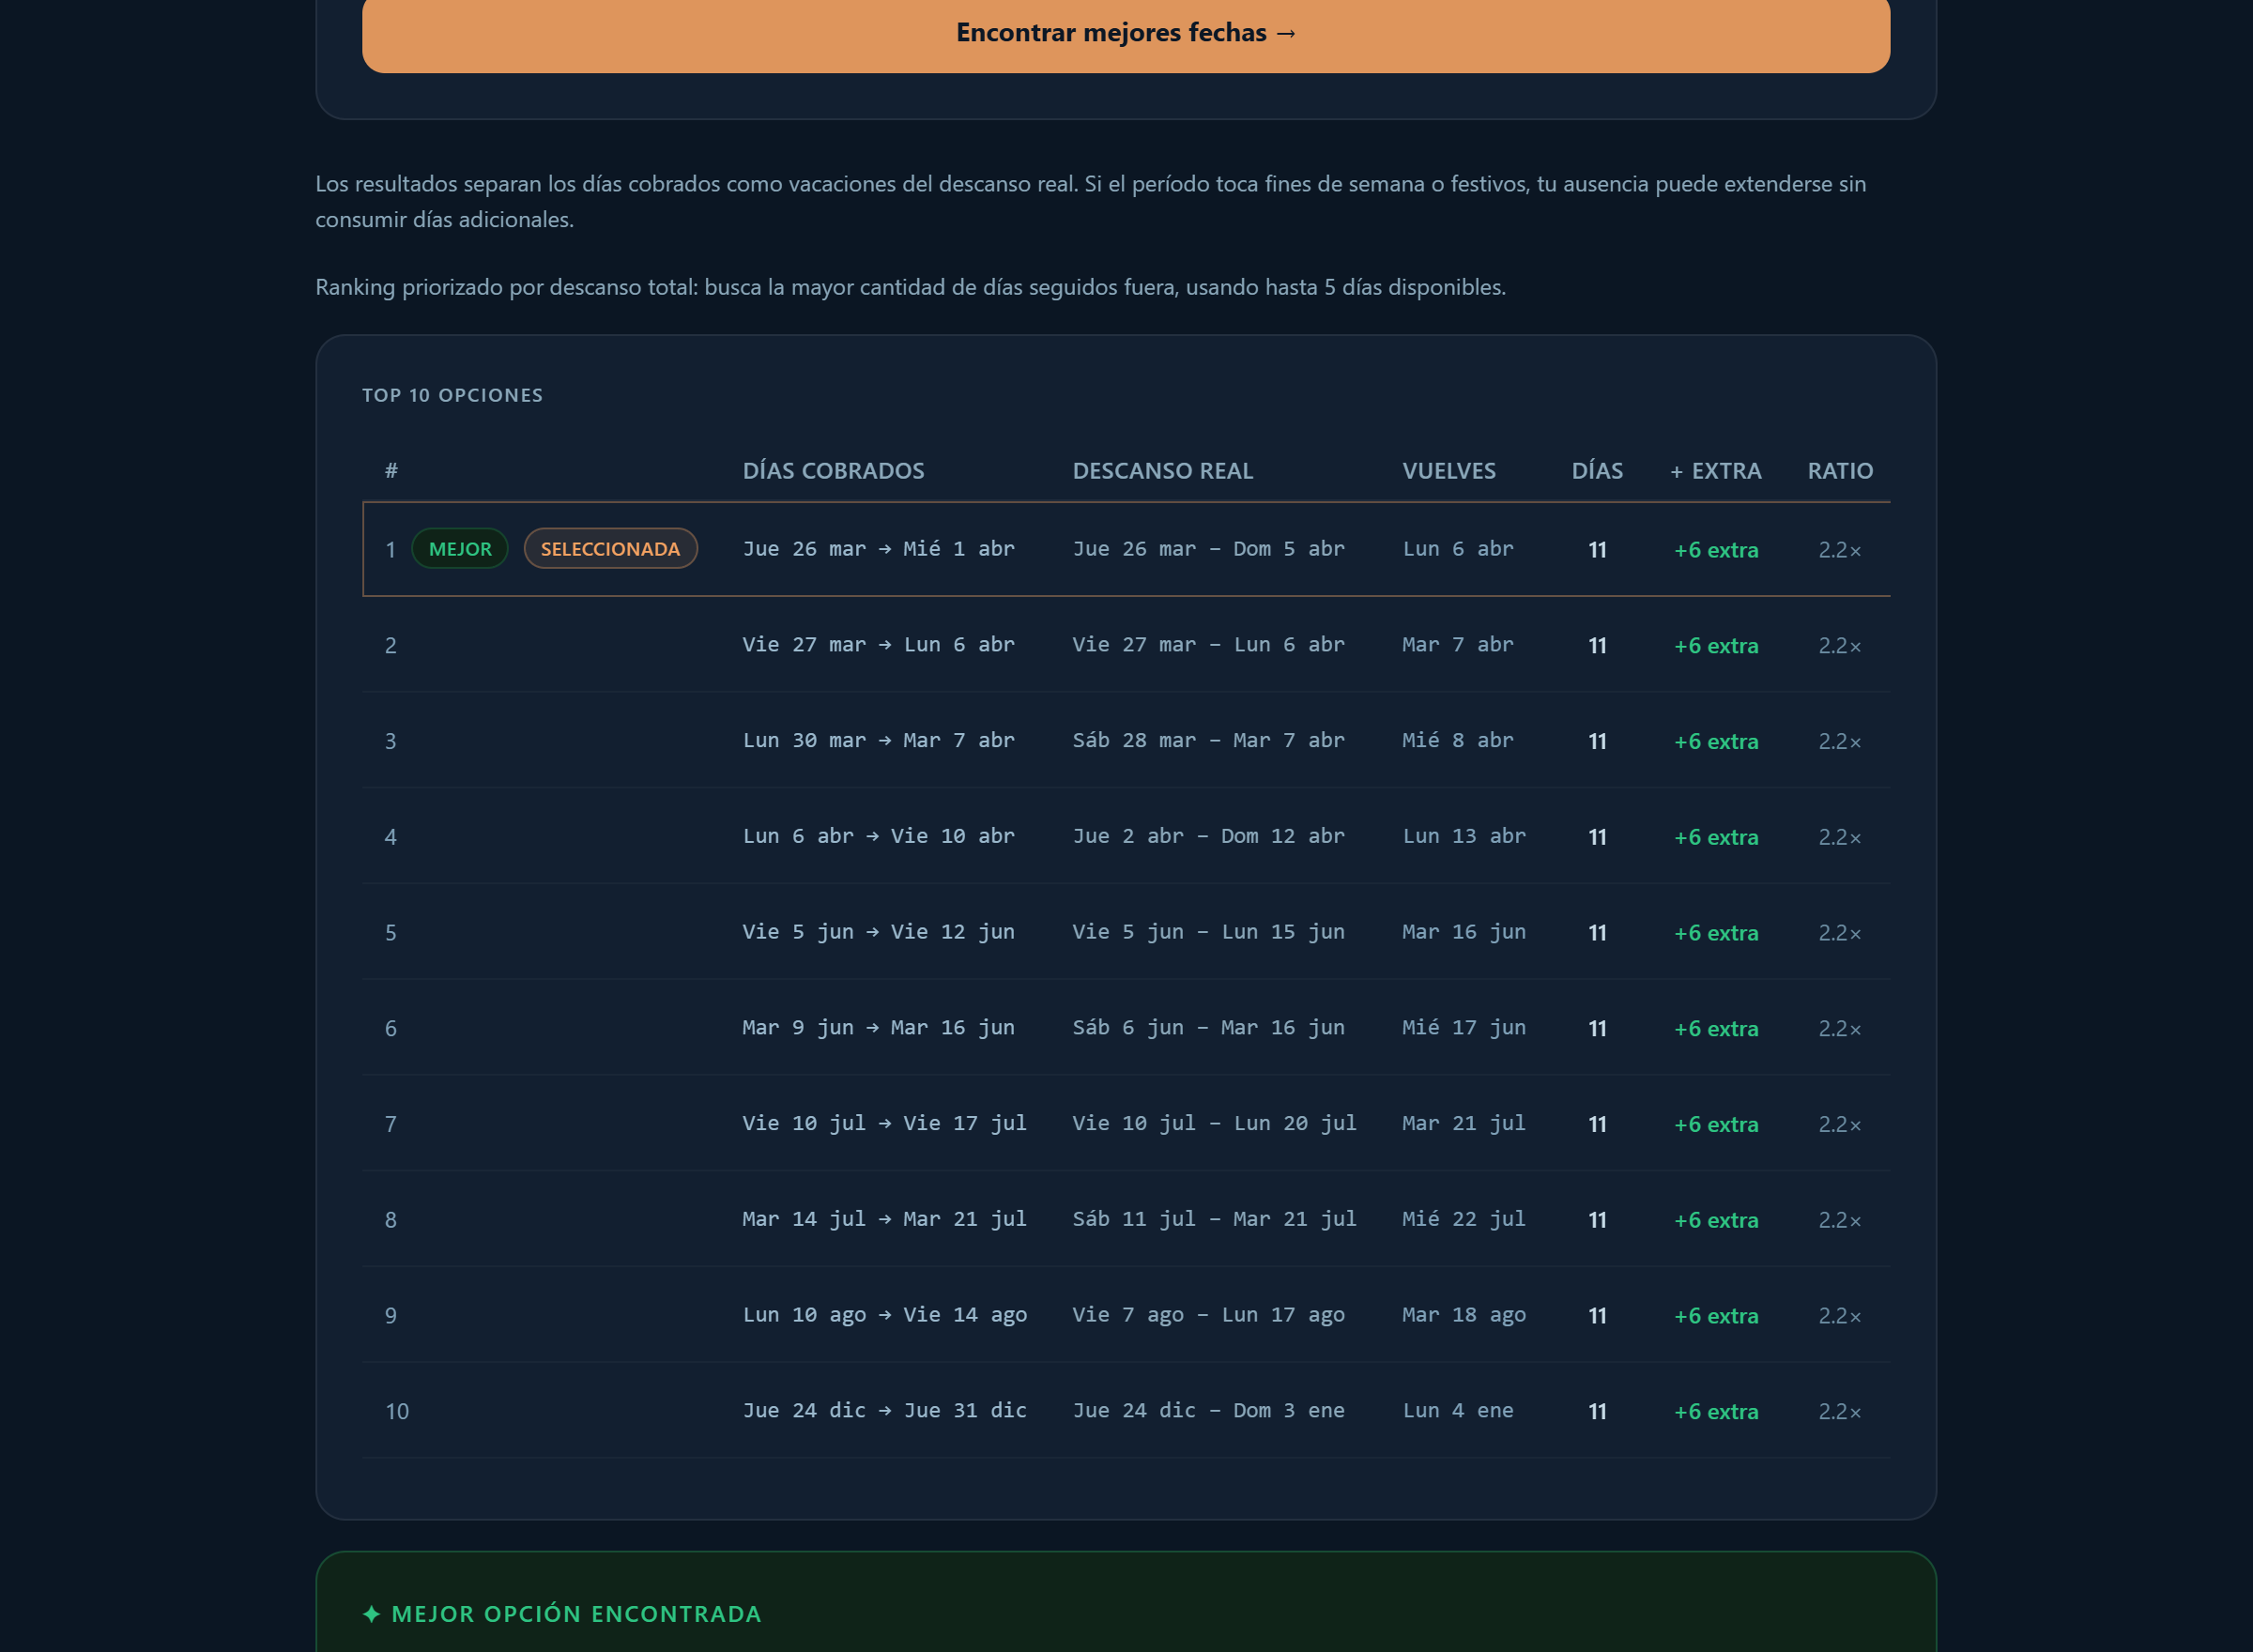 Encontrar mejores fechas →
Los resultados separan los días cobrados como vacaciones del descanso real. Si el período toca fines de semana o festivos, tu ausencia puede extenderse sin
consumir días adicionales.
Ranking priorizado por descanso total: busca la mayor cantidad de días seguidos fuera, usando hasta 5 días disponibles.
TOP 10 OPCIONES
# DÍAS COBRADOS DESCANSO REAL VUELVES DÍAS + EXTRA RATIO
1 MEJOR SELECCIONADA Jue 26 mar → Mié 1 abr Jue 26 mar – Dom 5 abr Lun 6 abr 11 +6 extra 2.2×
2 Vie 27 mar → Lun 6 abr Vie 27 mar – Lun 6 abr Mar 7 abr 11 +6 extra 2.2×
3 Lun 30 mar → Mar 7 abr Sáb 28 mar – Mar 7 abr Mié 8 abr 11 +6 extra 2.2×
4 Lun 6 abr → Vie 10 abr Jue 2 abr – Dom 12 abr Lun 13 abr 11 +6 extra 2.2×
5 Vie 5 jun → Vie 12 jun Vie 5 jun – Lun 15 jun Mar 16 jun 11 +6 extra 2.2×
6 Mar 9 jun → Mar 16 jun Sáb 6 jun – Mar 16 jun Mié 17 jun 11 +6 extra 2.2×
7 Vie 10 jul → Vie 17 jul Vie 10 jul – Lun 20 jul Mar 21 jul 11 +6 extra 2.2×
8 Mar 14 jul → Mar 21 jul Sáb 11 jul – Mar 21 jul Mié 22 jul 11 +6 extra 2.2×
9 Lun 10 ago → Vie 14 ago Vie 7 ago – Lun 17 ago Mar 18 ago 11 +6 extra 2.2×
10 Jue 24 dic → Jue 31 dic Jue 24 dic – Dom 3 ene Lun 4 ene 11 +6 extra 2.2×
✦ MEJOR OPCIÓN ENCONTRADA